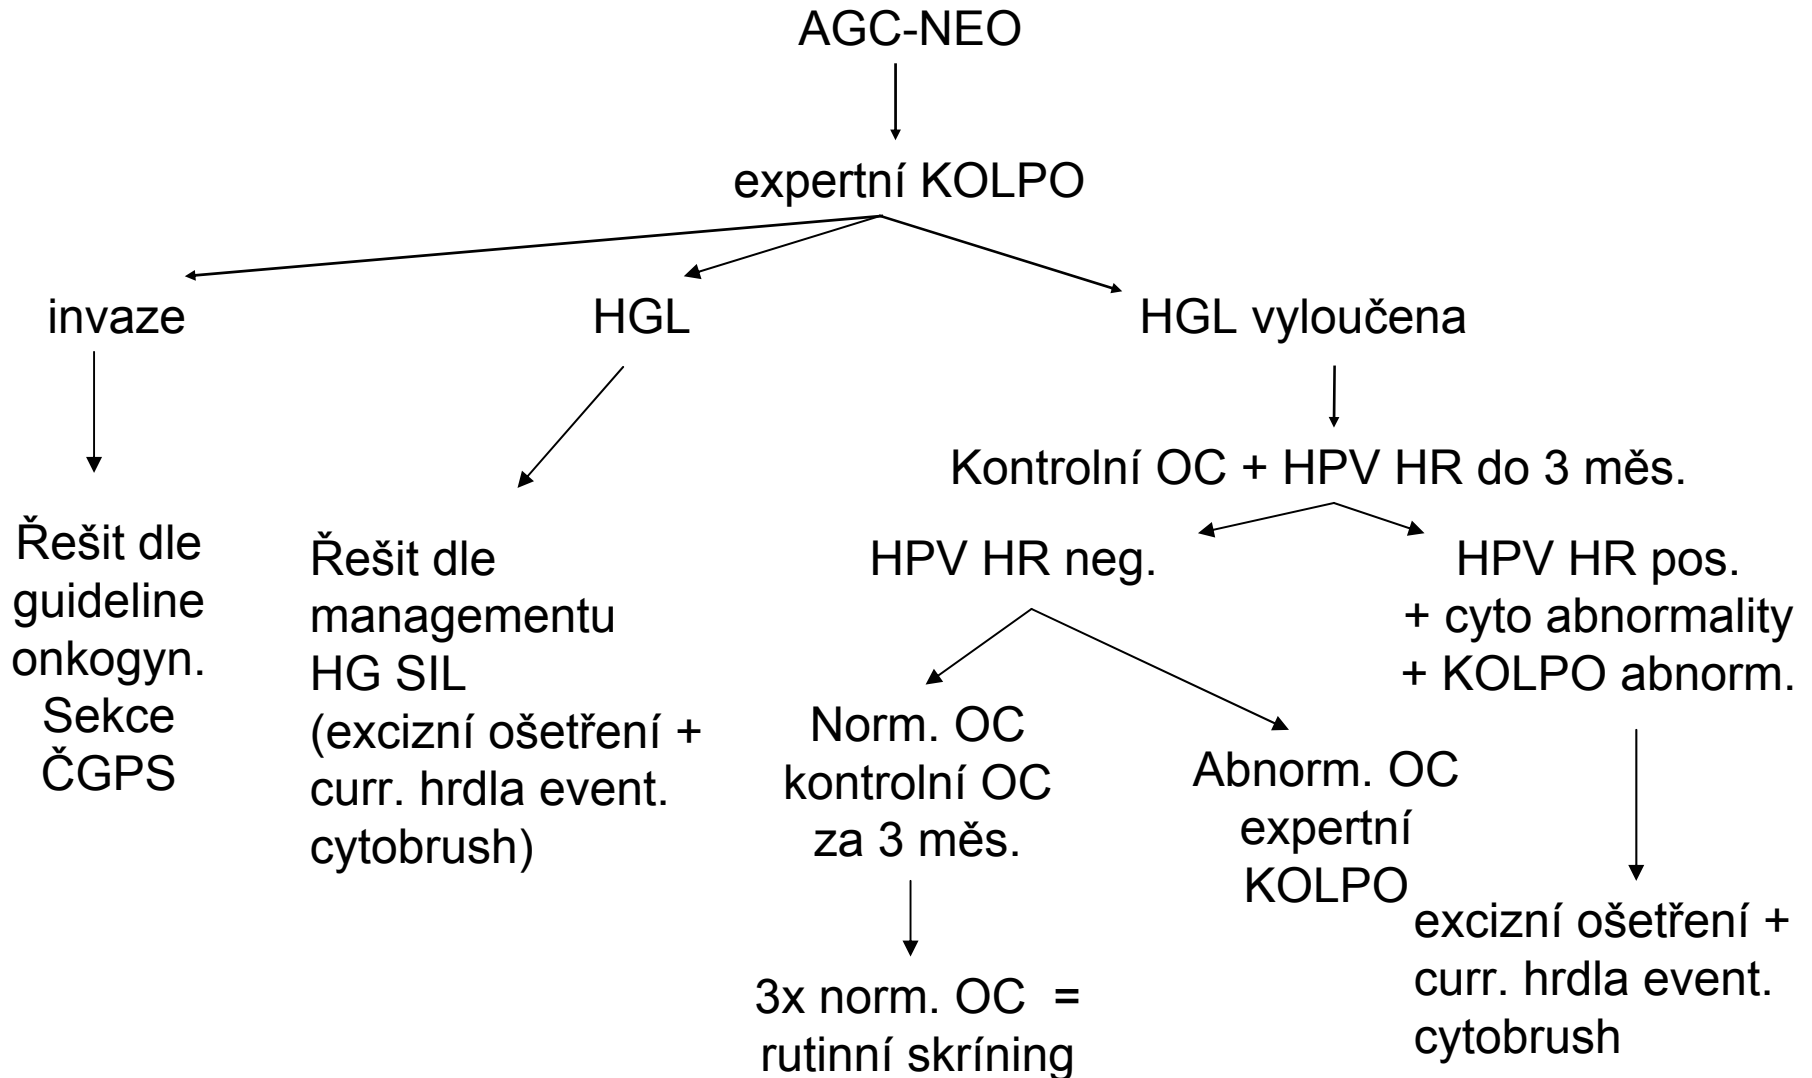 AGC-NEO
expertní KOLPO
invaze
HGL
HGL vyloučena
Kontrolní OC + HPV HR do 3 měs.
Řešit dle
guideline
onkogyn.
Sekce
ČGPS
Řešit dle
managementu
HG SIL
(excizní ošetření +
curr. hrdla event.
cytobrush)
HPV HR neg.
HPV HR pos.
+ cyto abnormality
+ KOLPO abnorm.
Norm. OC
kontrolní OC
za 3 měs.
Abnorm. OC
expertní
KOLPO
3x norm. OC =
rutinní skríning
excizní ošetření +
curr. hrdla event.
cytobrush